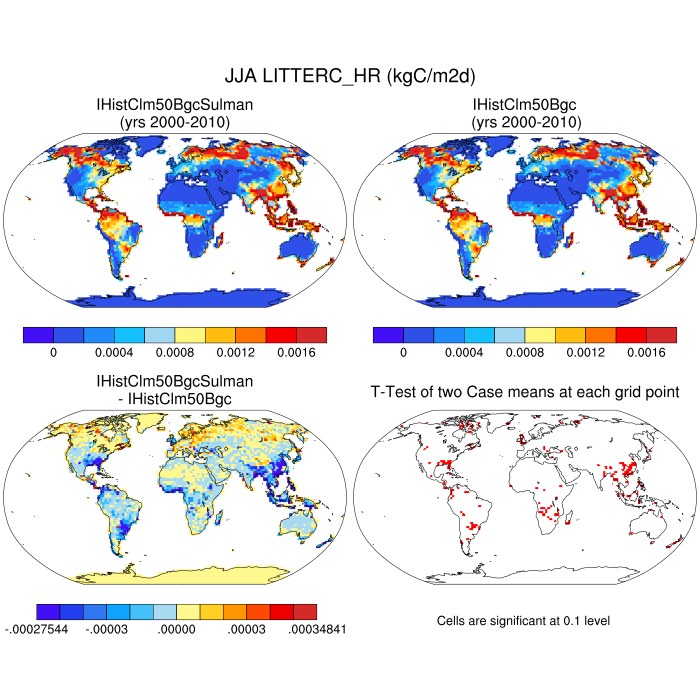 JJA LITTERC_HR (kgC/m2d)
IHistClm50BgcSulman
(yrs 2000-2010)
IHistClm50Bgc
(yrs 2000-2010)
0 0.0004 0.0008 0.0012 0.0016
0 0.0004 0.0008 0.0012 0.0016
IHistClm50BgcSulman
- IHistClm50Bgc
T-Test of two Case means at each grid point
-.00027544 -.00003 .00000 .00003 .00034841
Cells are significant at 0.1 level